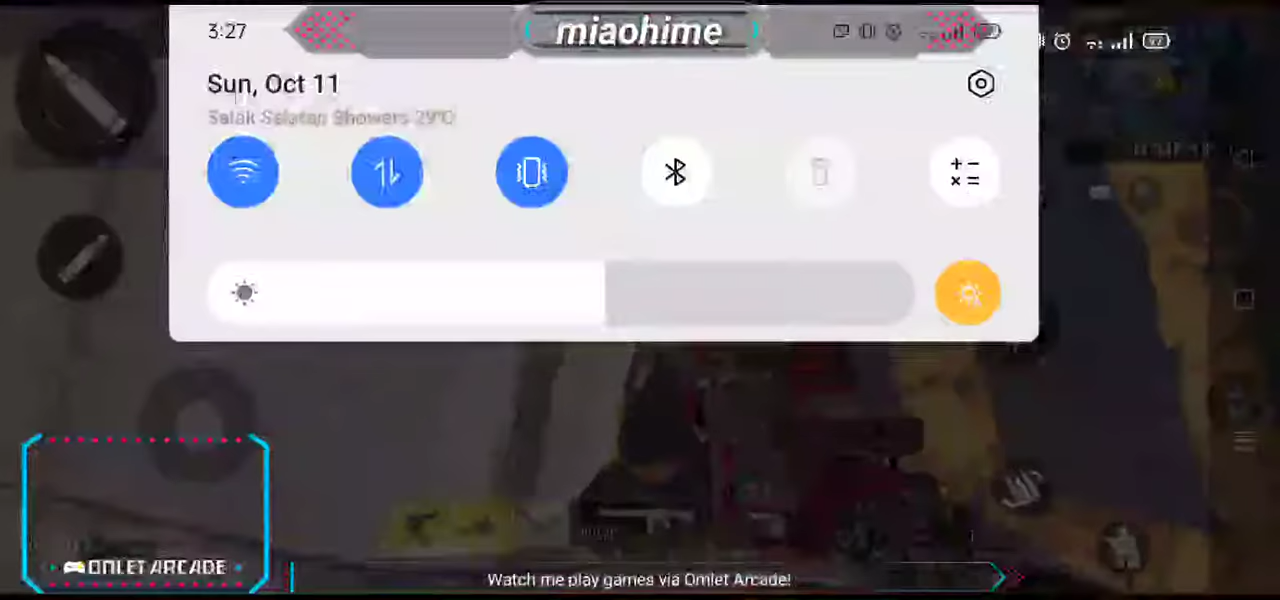 3:27
miaohime
97
Sun, Oct 11
Salak Selatan Showers 29°C
OMLET ARCADE
Watch me play games via Omlet Arcade!